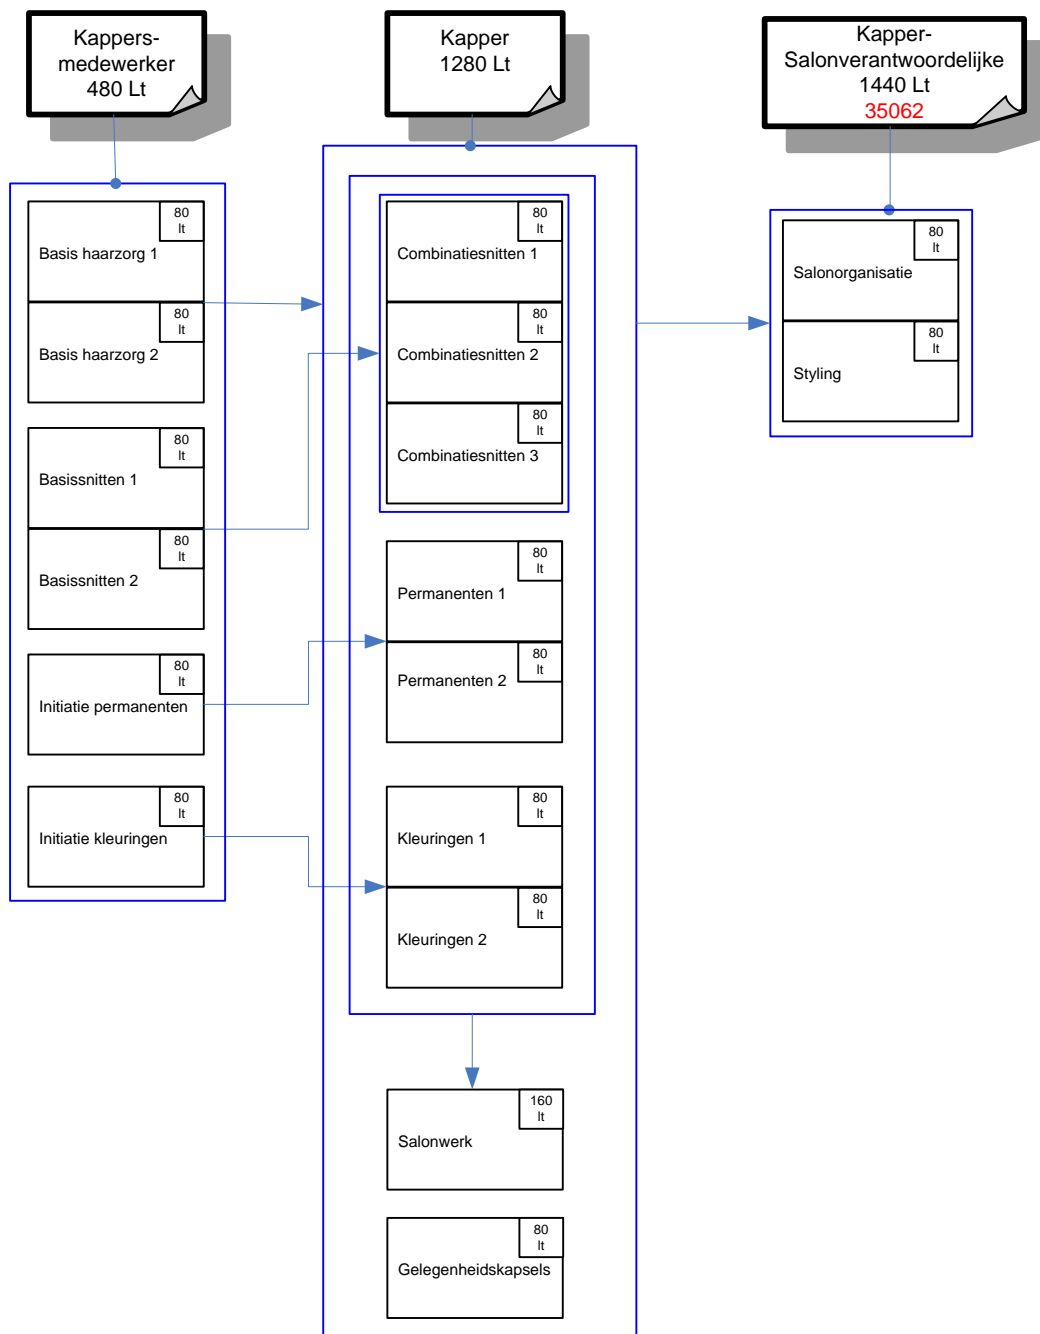 Kappers-
medewerker
480 Lt
Kapper
1280 Lt
Kapper-
Salonverantwoordelijke
1440 Lt
35062
80
lt
Basis haarzorg 1
80
lt
Basis haarzorg 2
80
lt
Basissnitten 1
80
lt
Basissnitten 2
80
lt
Initiatie permanenten
80
lt
Initiatie kleuringen
80
lt
Combinatiesnitten 1
80
lt
Combinatiesnitten 2
80
lt
Combinatiesnitten 3
80
lt
Permanenten 1
80
lt
Permanenten 2
80
lt
Kleuringen 1
80
lt
Kleuringen 2
160
lt
Salonwerk
80
lt
Gelegenheidskapsels
80
lt
Salonorganisatie
80
lt
Styling